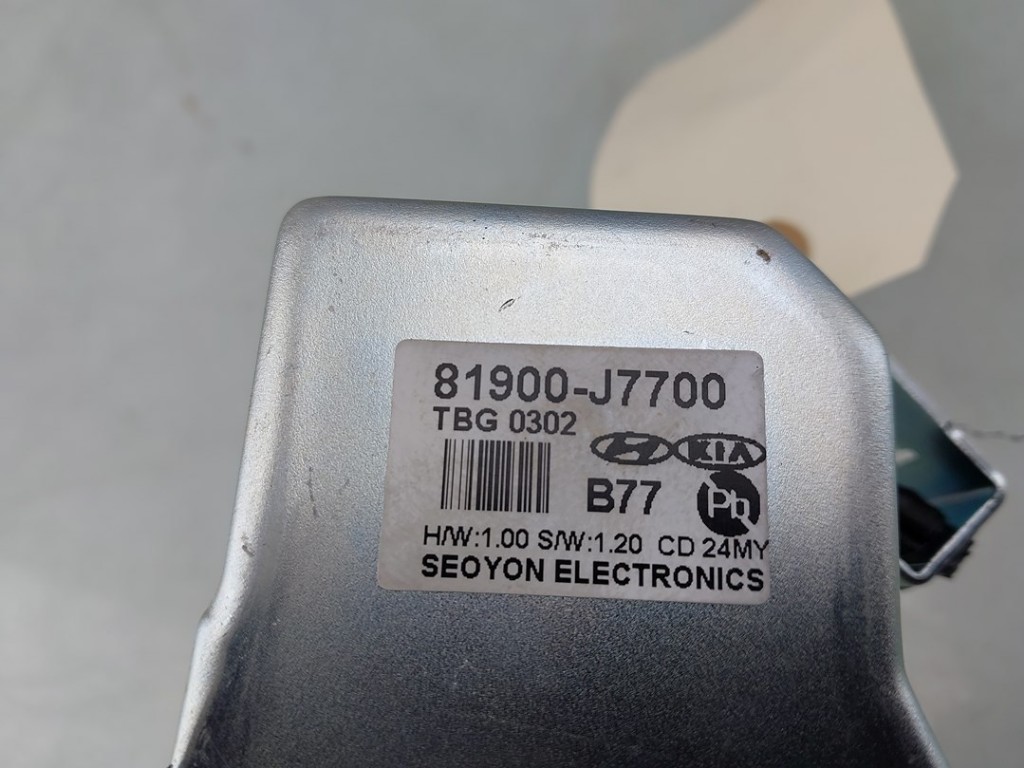 81900-J7700
TBG 0302
KIA
B77 Pb
H/W:1.00 S/W:1.20 CD 24MY
SEOYON ELECTRONICS